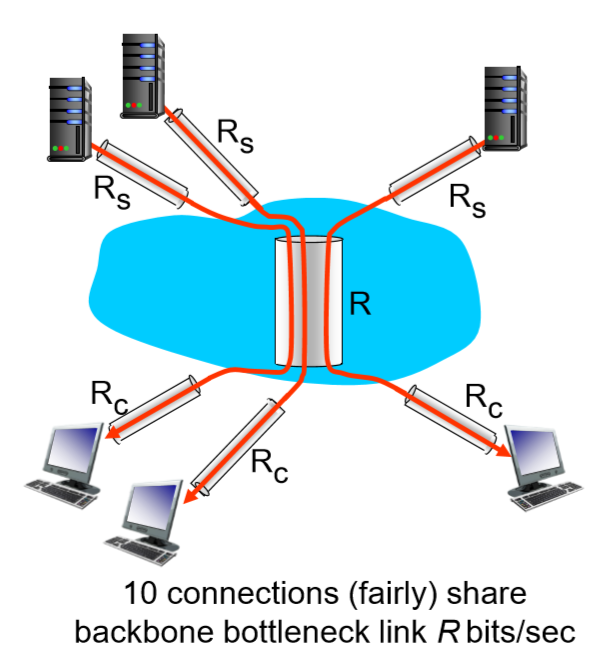 R_s
R_s
R_s
R
R_c
R_c
R_c
10 connections (fairly) share
backbone bottleneck link R bits/sec